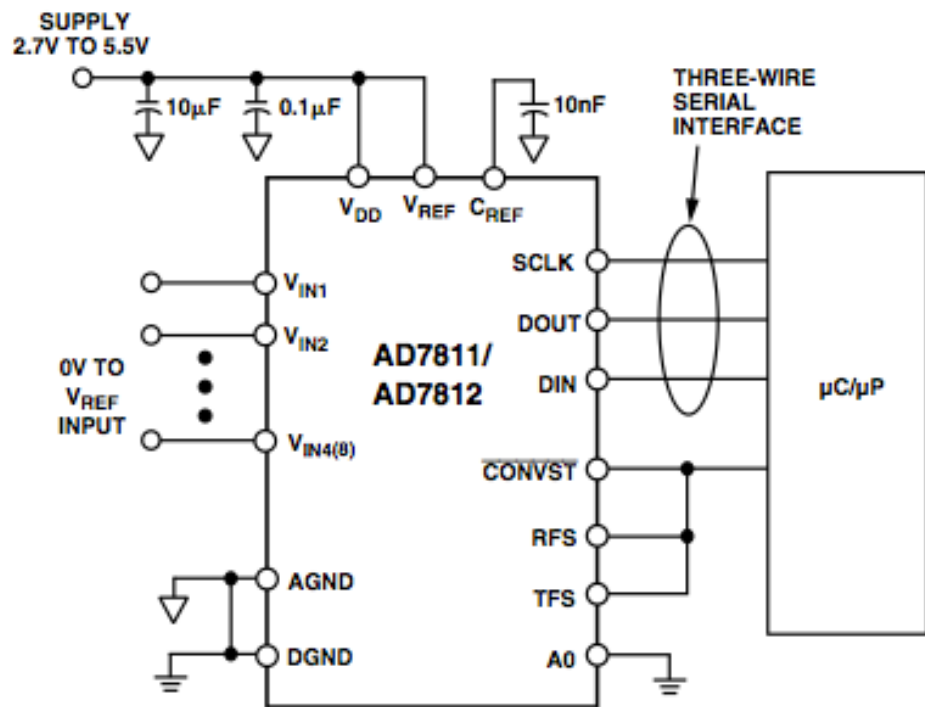 SUPPLY
2.7V TO 5.5V
10µF
0.1µF
10nF
THREE-WIRE
SERIAL
INTERFACE
VDD
VREF
CREF
VIN1
VIN2
0V TO
VREF
INPUT
VIN4(8)
AGND
DGND
AD7811/
AD7812
SCLK
DOUT
DIN
CONVST
RFS
TFS
A0
µC/µP